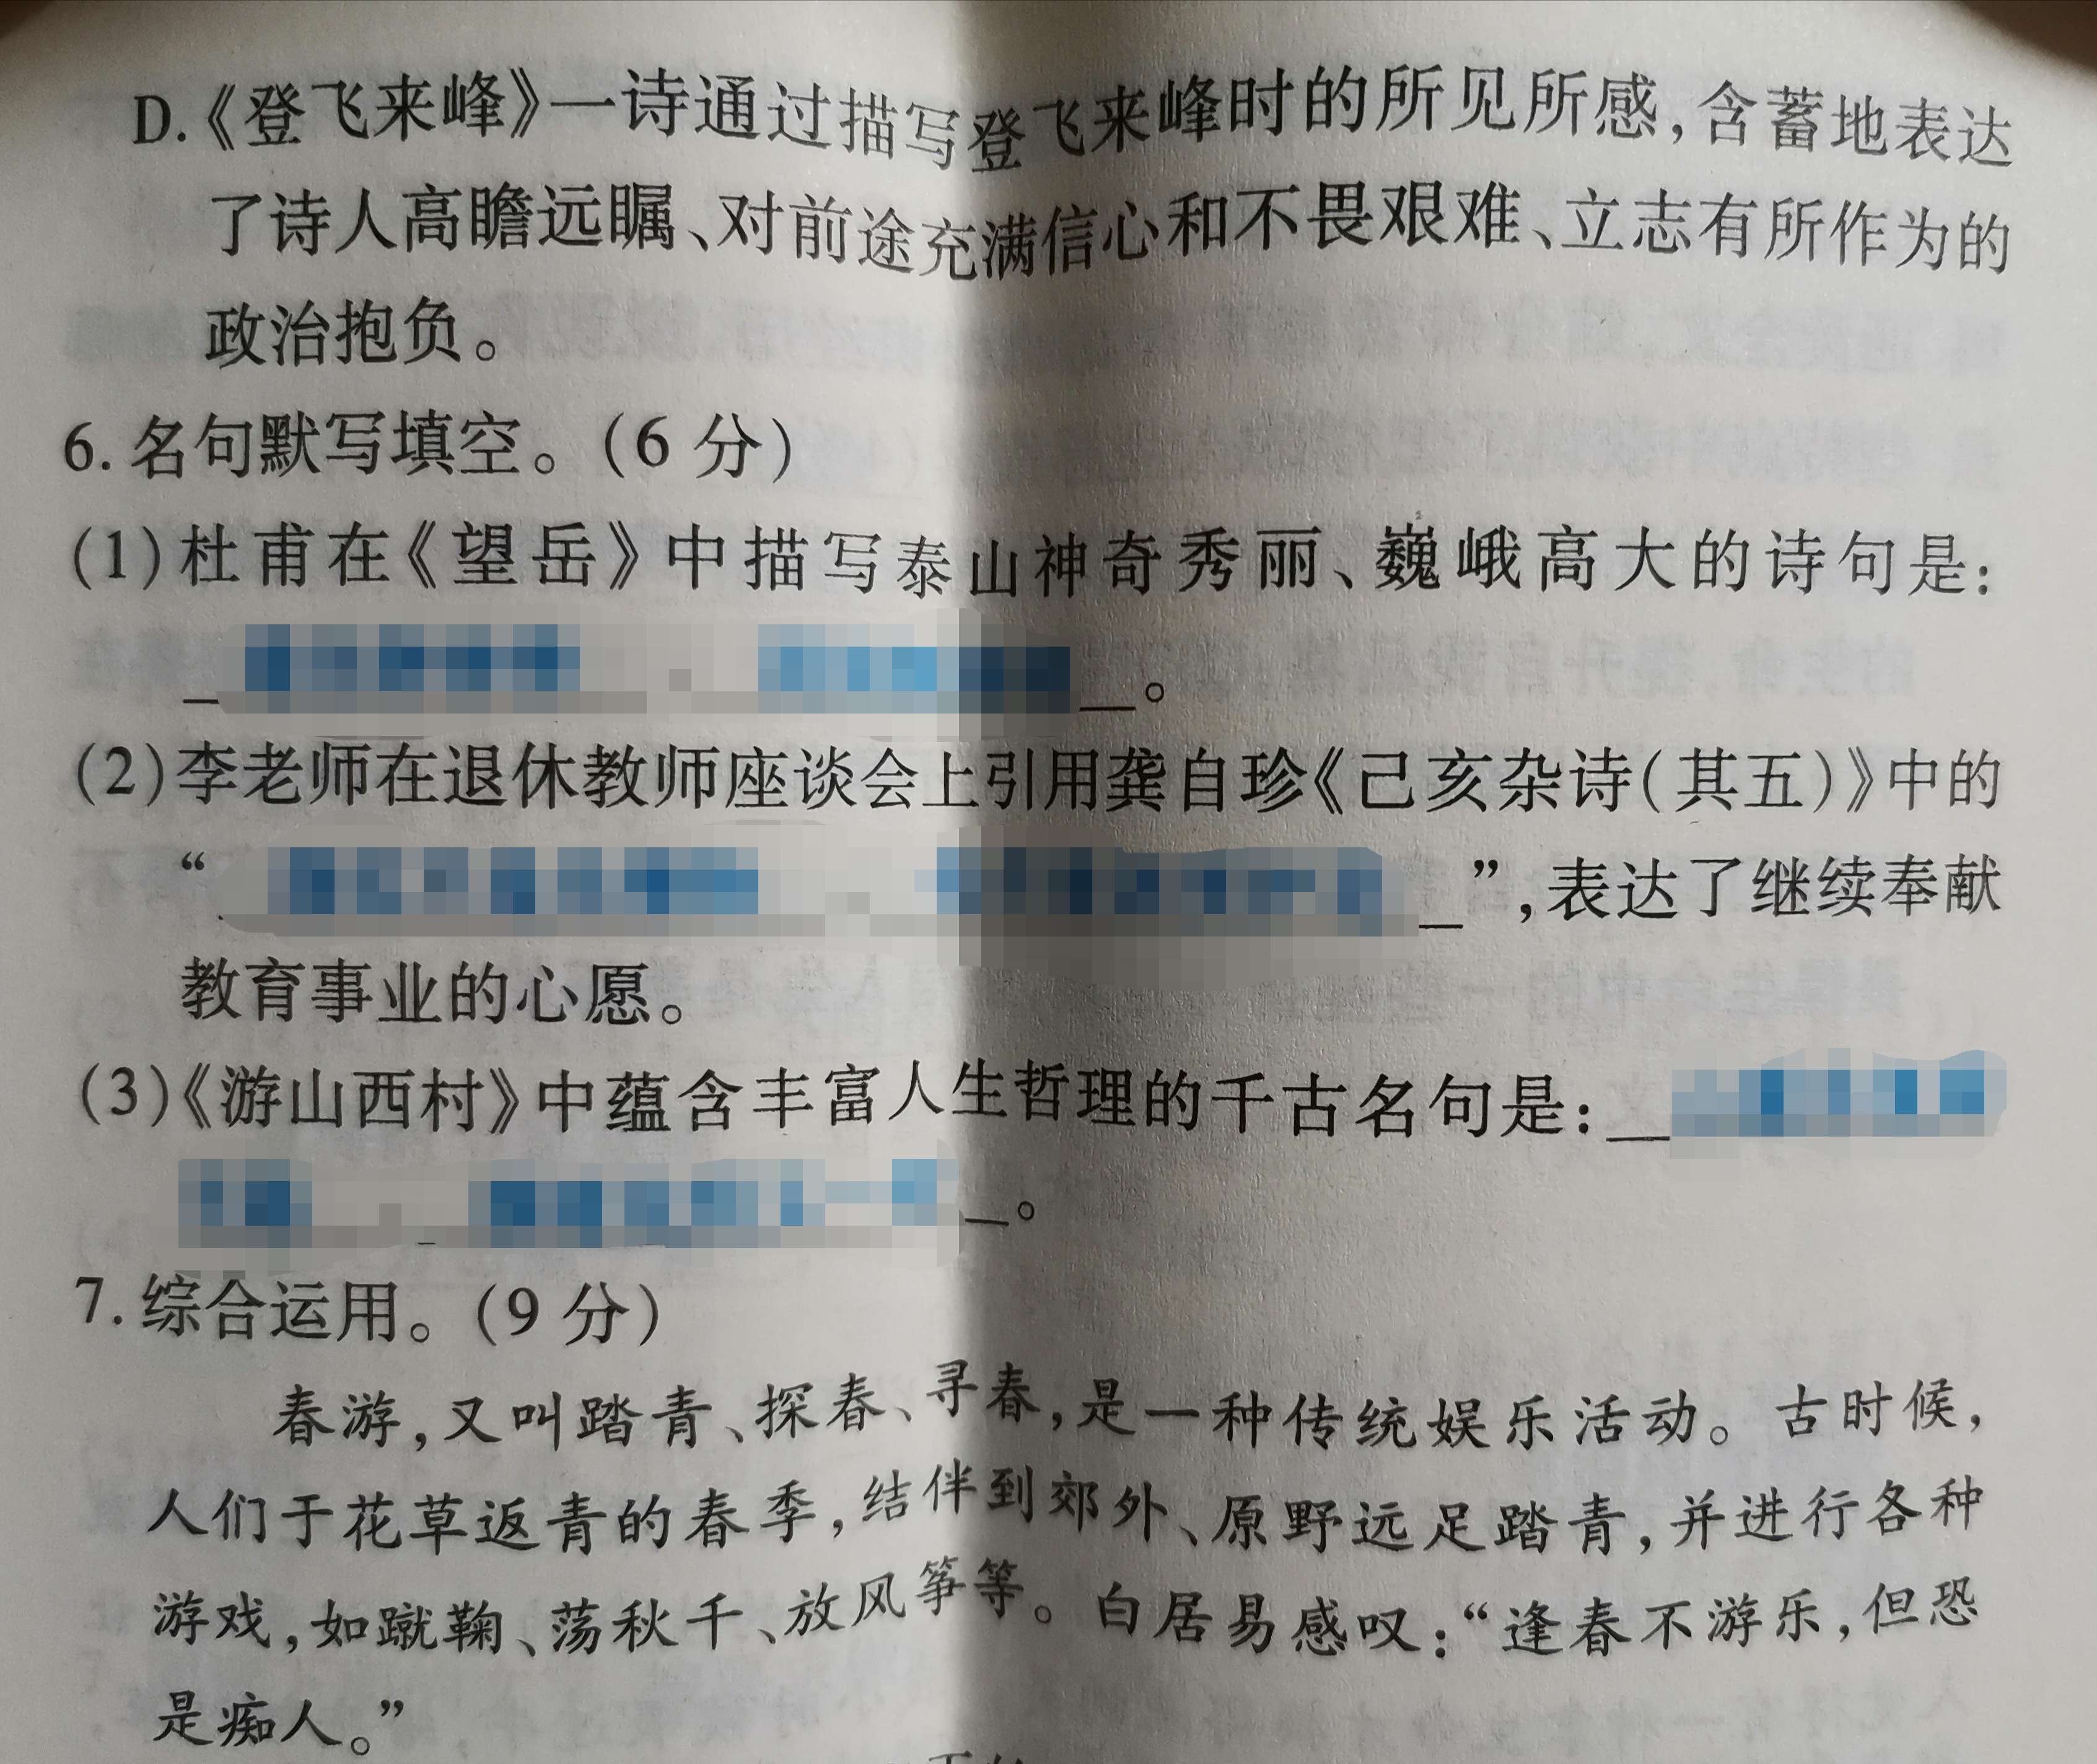 D.《登飞来峰》一诗通过描写登飞来峰时的所见所感,含蓄地表达
了诗人高瞻远瞩、对前途充满信心和不畏艰难、立志有所作为的
政治抱负。
6.名句默写填空。(6 分)
(1)杜甫在《望岳》中描写泰山神奇秀丽、巍峨高大的诗句是:
。
(2)李老师在退休教师座谈会上引用龚自珍《己亥杂诗(其五)》中的
“ ”,表达了继续奉献
教育事业的心愿。
(3)《游山西村》中蕴含丰富人生哲理的千古名句是:
。
7.综合运用。(9 分)
春游,又叫踏青、探春、寻春,是一种传统娱乐活动。古时候,
人们于花草返青的春季,结伴到郊外、原野远足踏青,并进行各种
游戏,如蹴鞠、荡秋千、放风筝等。白居易感叹:“逢春不游乐,但恐
是痴人。”